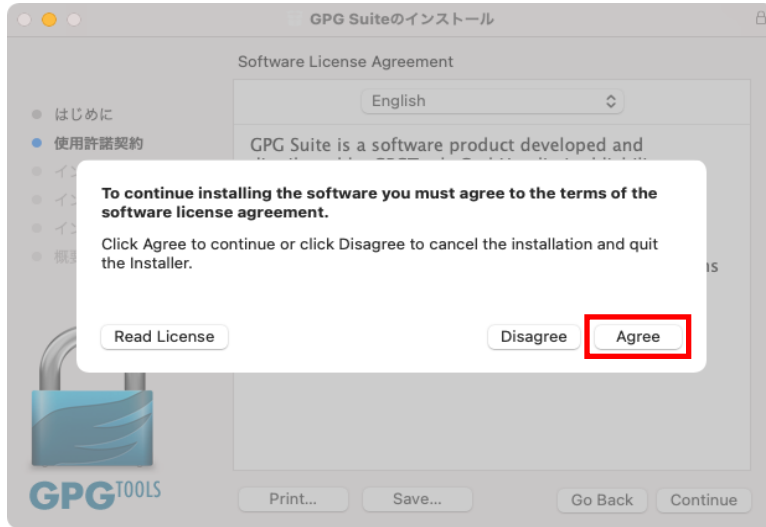 GPG Suiteのインストール
Software License Agreement
English
はじめに
使用許諾契約
GPG Suite is a software product developed and
To continue installing the software you must agree to the terms of the
software license agreement.
Click Agree to continue or click Disagree to cancel the installation and quit
the Installer.
Read License
Disagree
Agree
GPGTOOLS
Print...
Save...
Go Back
Continue